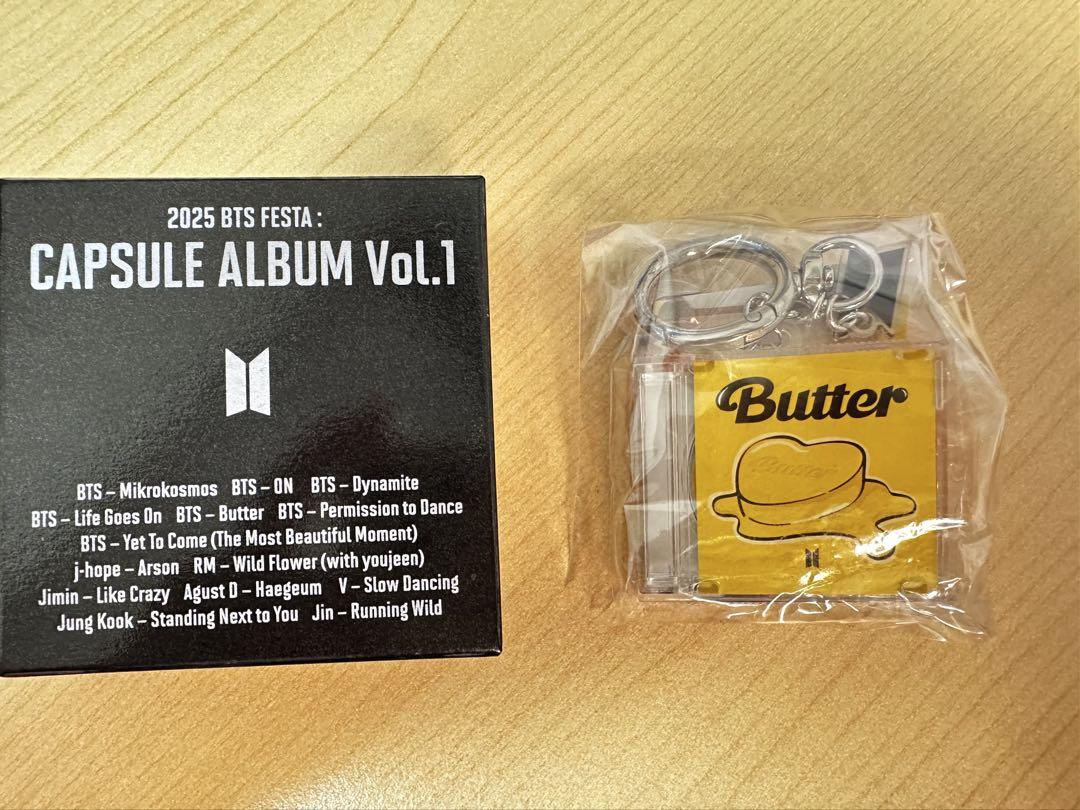 2025 BTS FESTA :
CAPSULE ALBUM Vol.1
BTS – Mikrokosmos BTS – ON BTS – Dynamite
BTS – Life Goes On BTS – Butter BTS – Permission to Dance
BTS – Yet To Come (The Most Beautiful Moment)
j-hope – Arson RM – Wild Flower (with youjeen)
Jimin – Like Crazy Agust D – Haegeum V – Slow Dancing
Jung Kook – Standing Next to You Jin – Running Wild
Butter
Butter